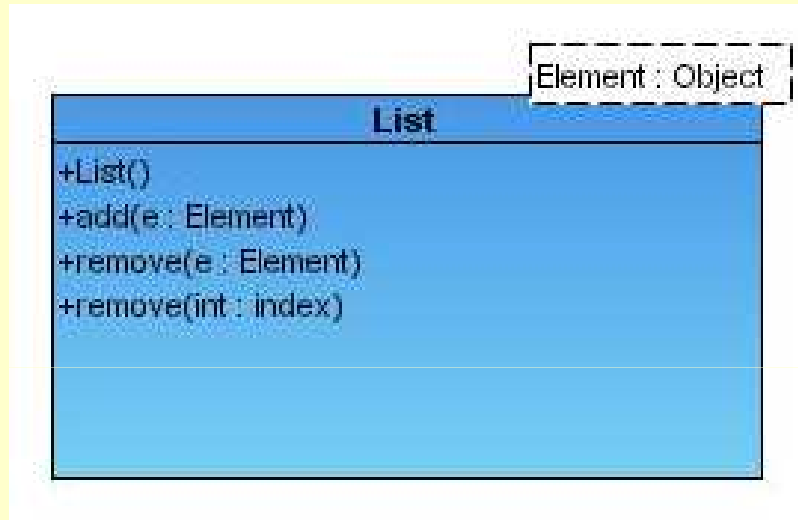 Element : Object
List
+List()
+add(e : Element)
+remove(e : Element)
+remove(int : index)